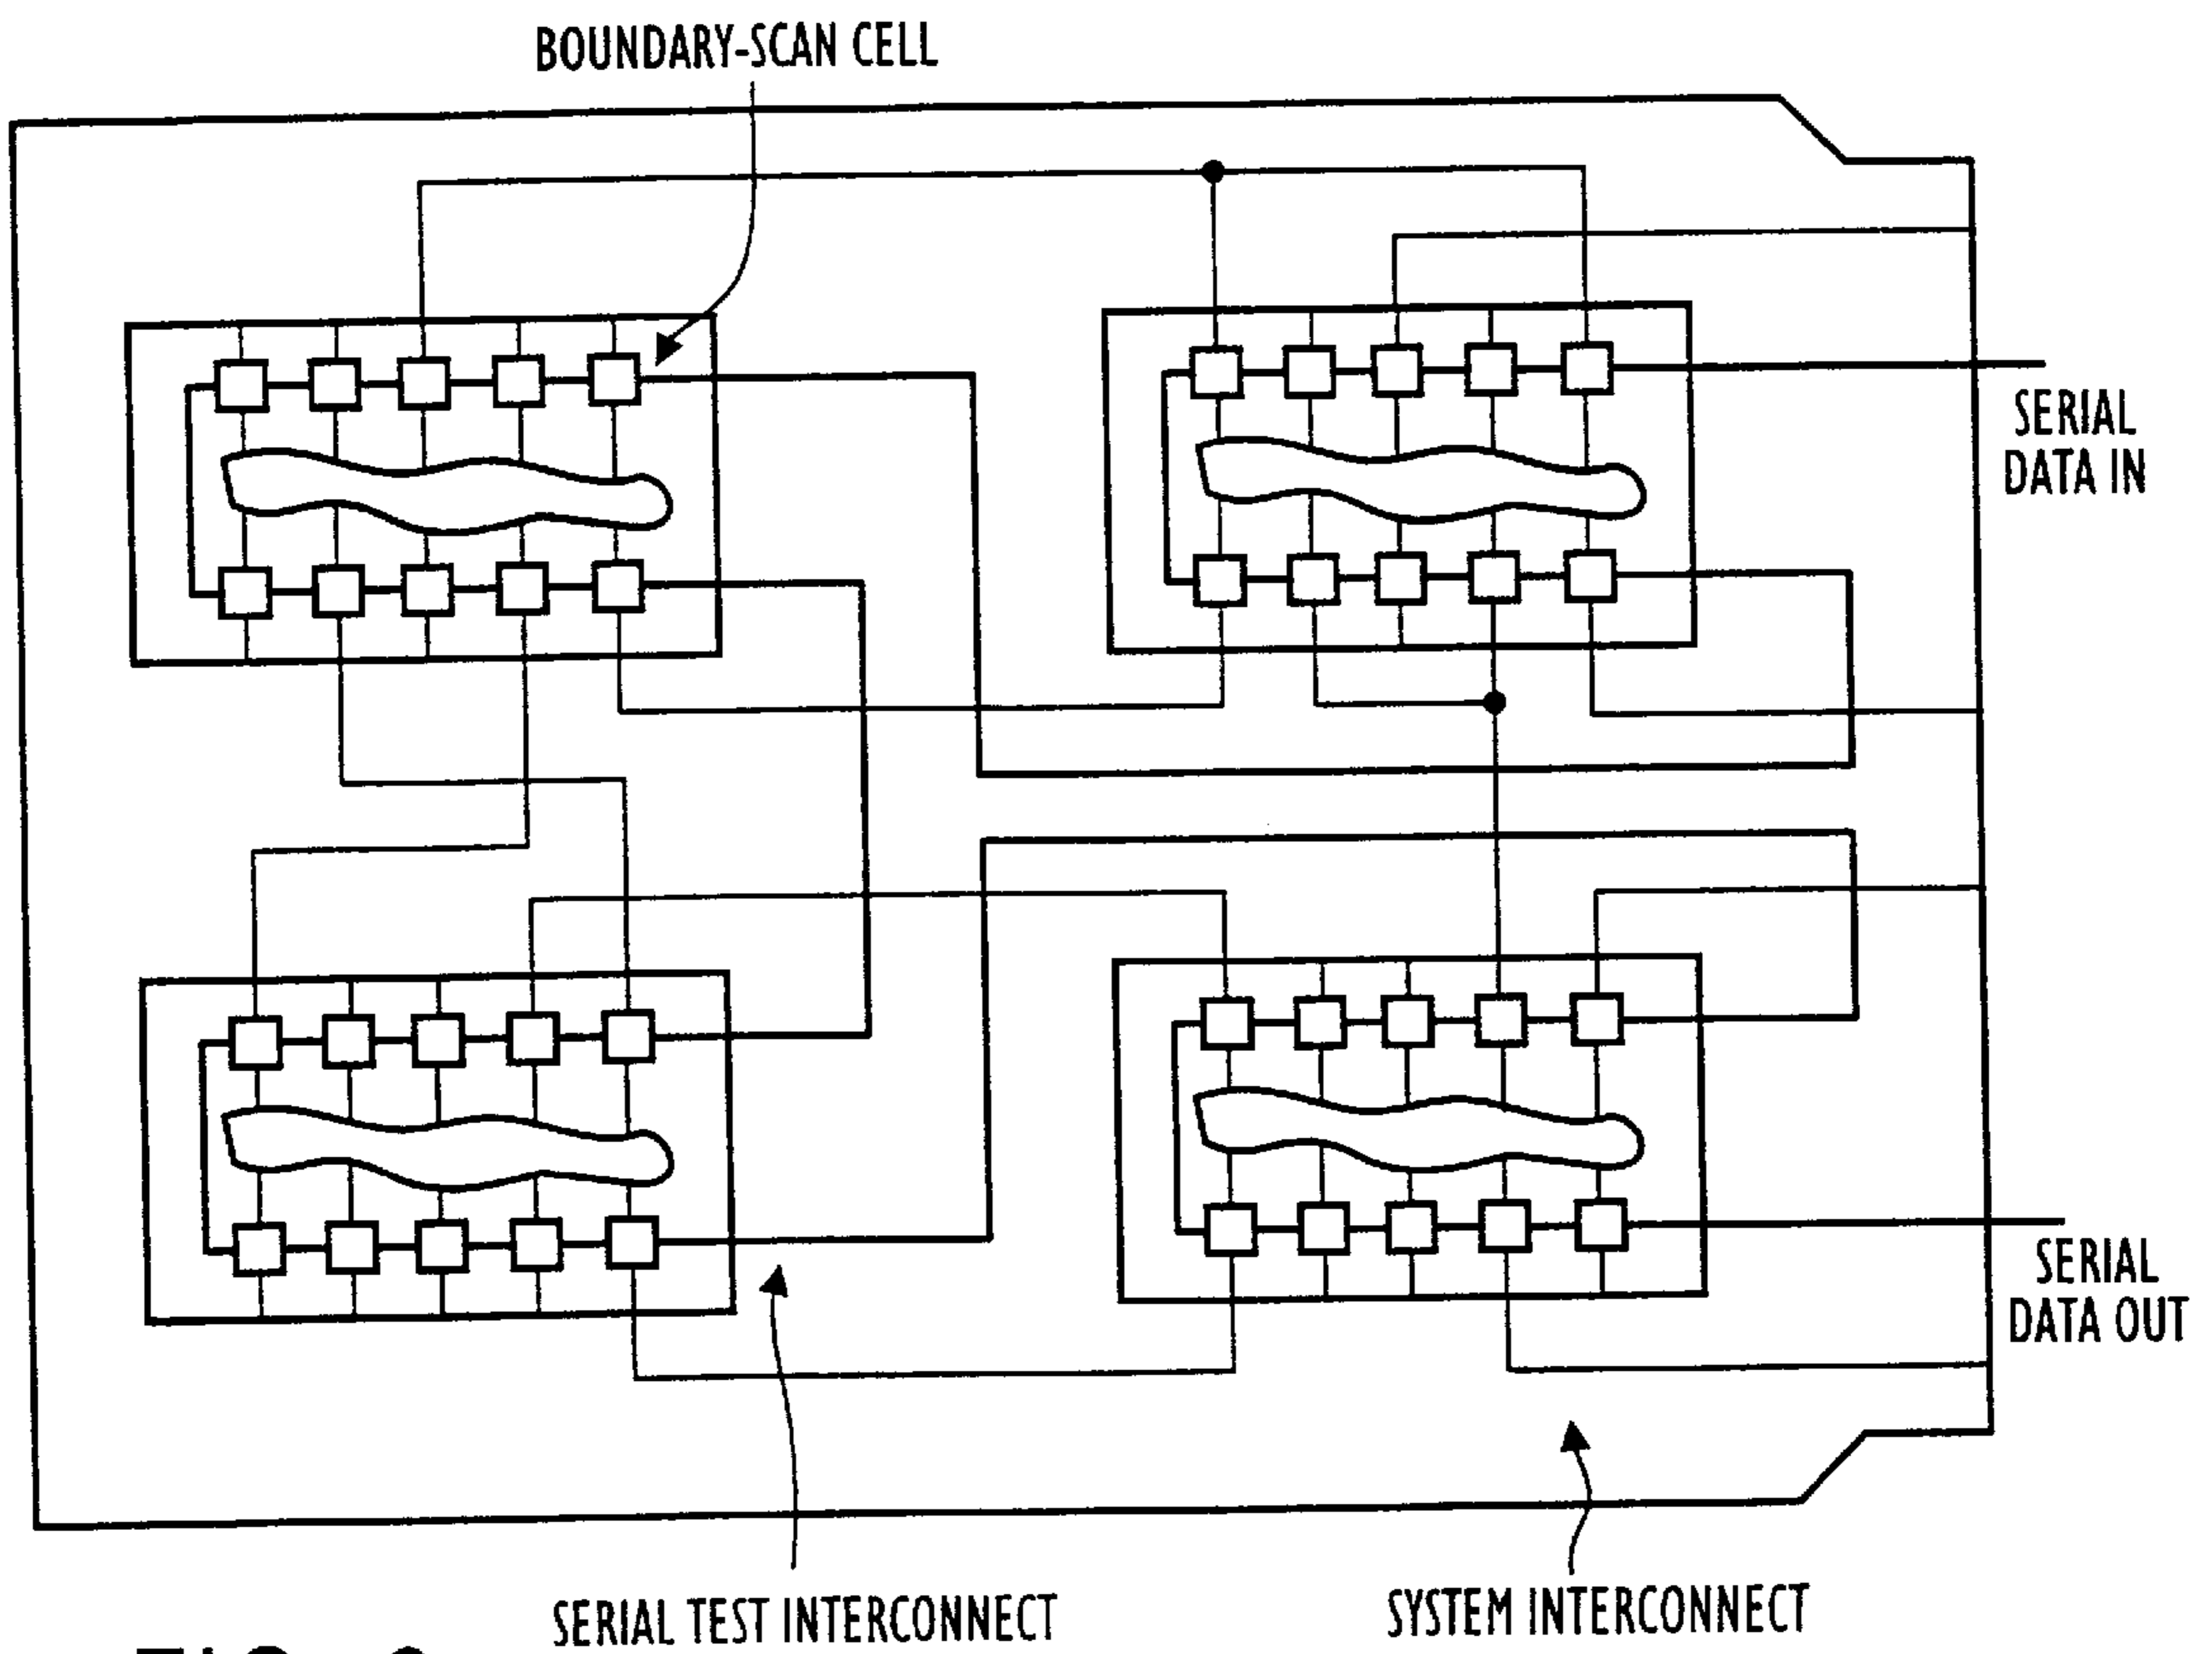 BOUNDARY-SCAN CELL
SERIAL
DATA IN
SERIAL
DATA OUT
SERIAL TEST INTERCONNECT
SYSTEM INTERCONNECT